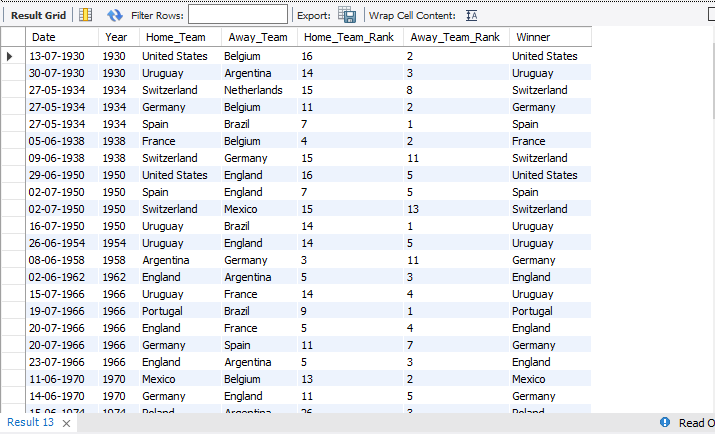 Result Grid Filter Rows: Export: Wrap Cell Content:
Date Year Home_Team Away_Team Home_Team_Rank Away_Team_Rank Winner
13-07-1930 1930 United States Belgium 16 2 United States
30-07-1930 1930 Uruguay Argentina 14 3 Uruguay
27-05-1934 1934 Switzerland Netherlands 15 8 Switzerland
27-05-1934 1934 Germany Belgium 11 2 Germany
27-05-1934 1934 Spain Brazil 7 1 Spain
05-06-1938 1938 France Belgium 4 2 France
09-06-1938 1938 Switzerland Germany 15 11 Switzerland
29-06-1950 1950 United States England 16 5 United States
02-07-1950 1950 Spain England 7 5 Spain
02-07-1950 1950 Switzerland Mexico 15 13 Switzerland
16-07-1950 1950 Uruguay Brazil 14 1 Uruguay
26-06-1954 1954 Uruguay England 14 5 Uruguay
08-06-1958 1958 Argentina Germany 3 11 Germany
02-06-1962 1962 England Argentina 5 3 England
15-07-1966 1966 Uruguay France 14 4 Uruguay
19-07-1966 1966 Portugal Brazil 9 1 Portugal
20-07-1966 1966 England France 5 4 England
20-07-1966 1966 Germany Spain 11 7 Germany
23-07-1966 1966 England Argentina 5 3 England
11-06-1970 1970 Mexico Belgium 13 2 Mexico
14-06-1970 1970 Germany England 11 5 Germany
15-06-1974 1974 Poland Argentina 26 3 Poland
Result 13 Read O